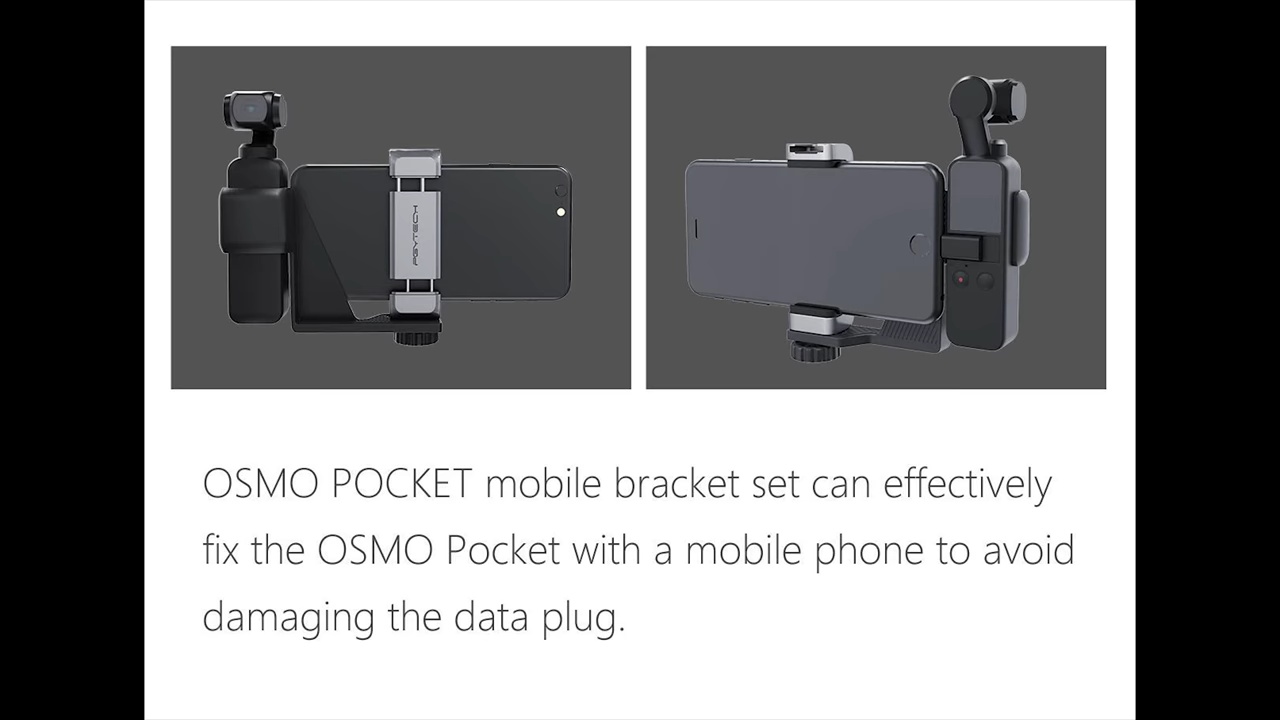 PGYTECH
OSMO POCKET mobile bracket set can effectively
fix the OSMO Pocket with a mobile phone to avoid
damaging the data plug.